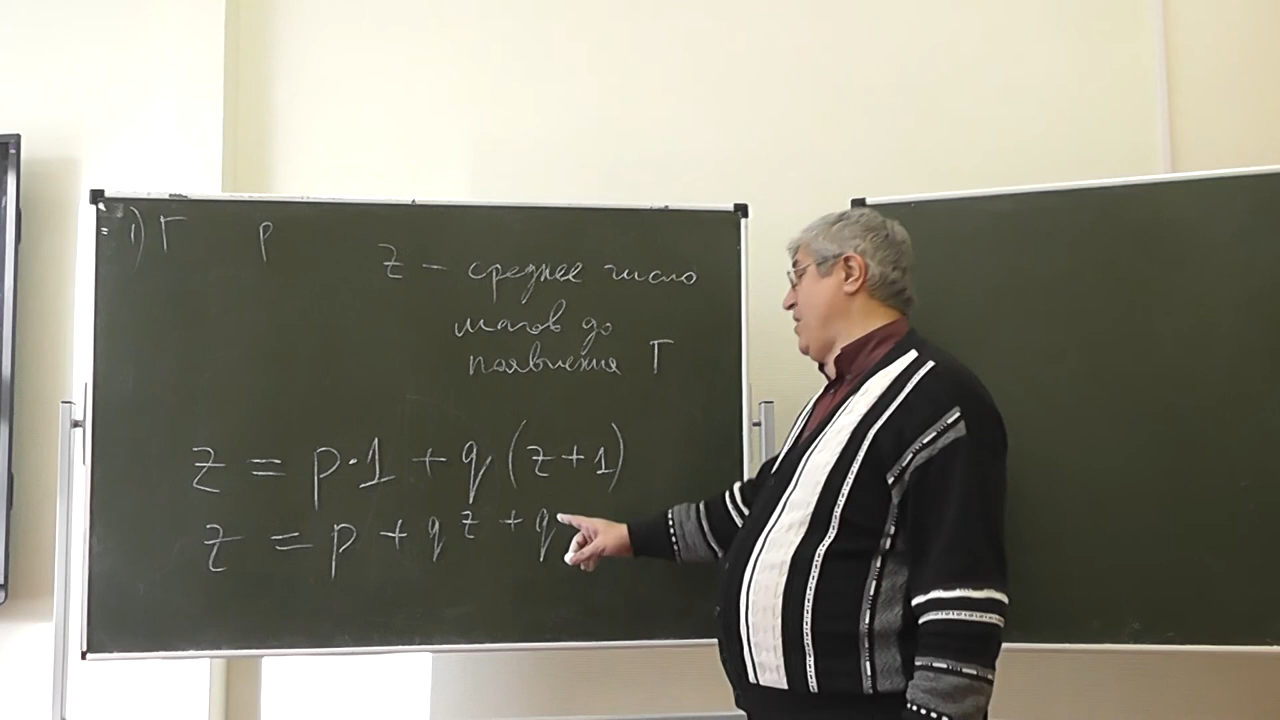 = 1) Г p
z – среднее число
шагов до
появления Г
z = p·1 + q(z+1)
z = p + qz + q